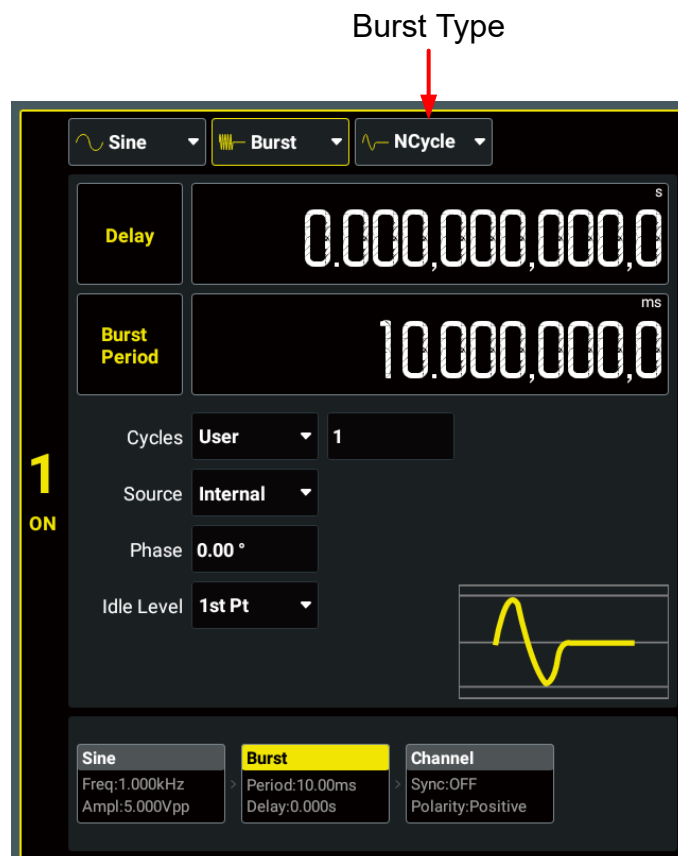 Burst Type
Sine Burst NCycle
s
Delay 0.000,000,000,0
ms
Burst
Period
10.000,000,0
Cycles User 1
1
ON
Source Internal
Phase 0.00 °
Idle Level 1st Pt
Sine Burst Channel
Freq:1.000kHz > Period:10.00ms > Sync:OFF
Ampl:5.000Vpp Delay:0.000s Polarity:Positive